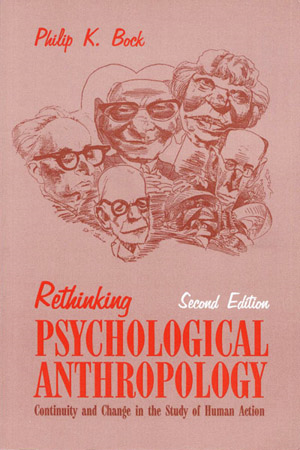 Philip K. Bock
Rethinking
Second Edition
PSYCHOLOGICAL
ANTHROPOLOGY
Continuity and Change in the Study of Human Action